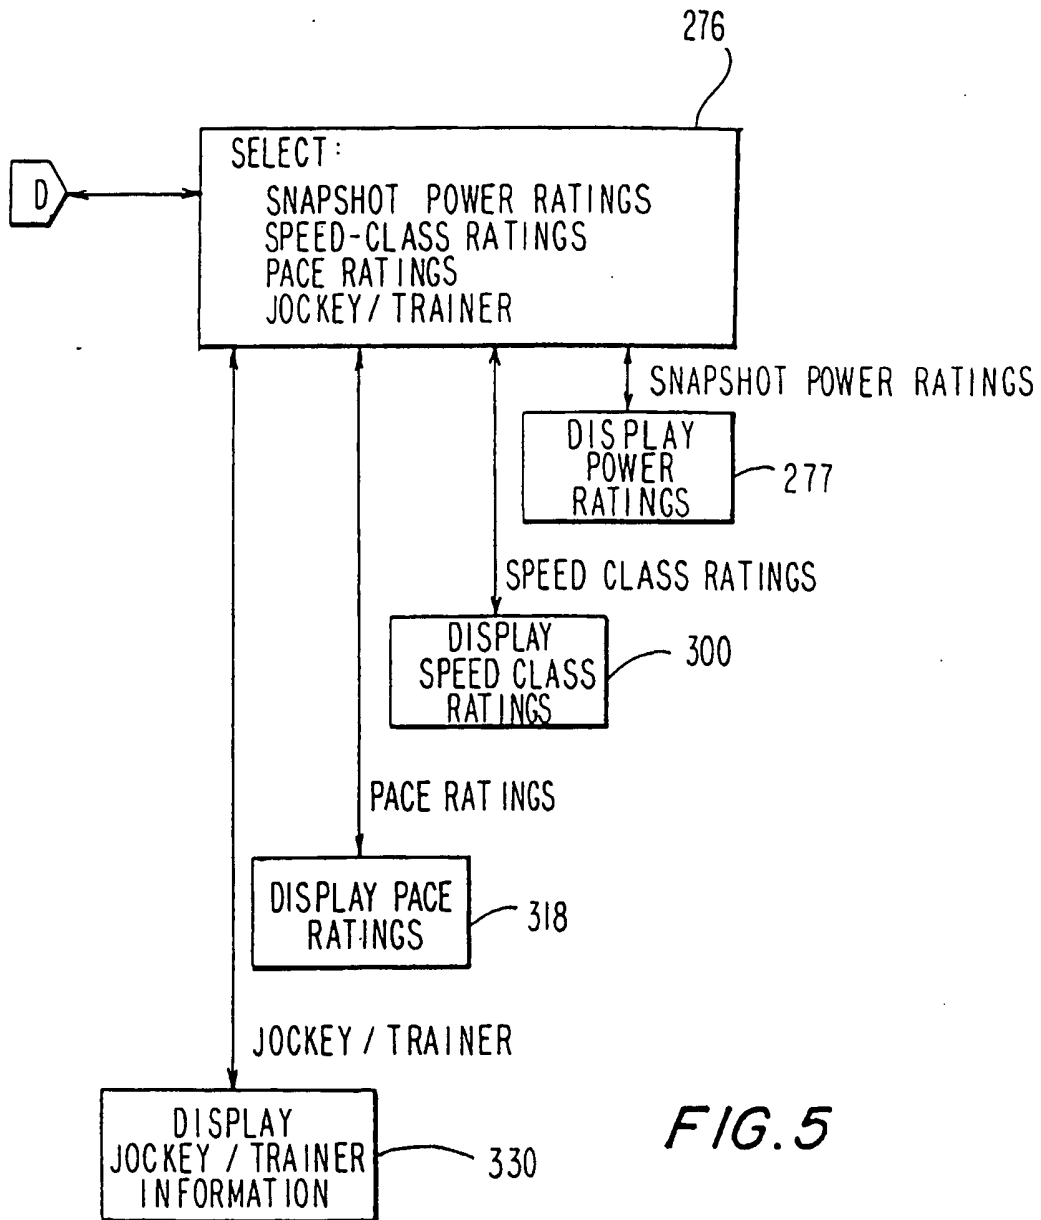 276
SELECT:
SNAPSHOT POWER RATINGS
SPEED-CLASS RATINGS
PACE RATINGS
JOCKEY / TRAINER
D
SNAPSHOT POWER RATINGS
DISPLAY
POWER
RATINGS
277
SPEED CLASS RATINGS
DISPLAY
SPEED CLASS
RATINGS
300
PACE RATINGS
DISPLAY PACE
RATINGS
318
JOCKEY / TRAINER
DISPLAY
JOCKEY / TRAINER
INFORMATION
330
FIG. 5